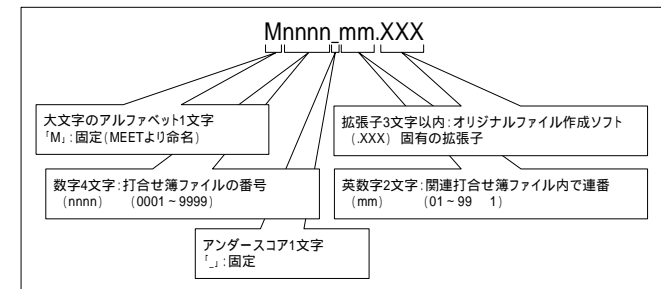 Mnnnn_mm.XXX
大文字のアルファベット1文字
「M」:固定(MEETより命名)
拡張子3文字以内:オリジナルファイル作成ソフト
(.XXX) 固有の拡張子
数字4文字:打合せ簿ファイルの番号
(nnnn) (0001~9999)
英数字2文字:関連打合せ簿ファイル内で連番
(mm) (01~99 1)
アンダースコア1文字
「_」:固定